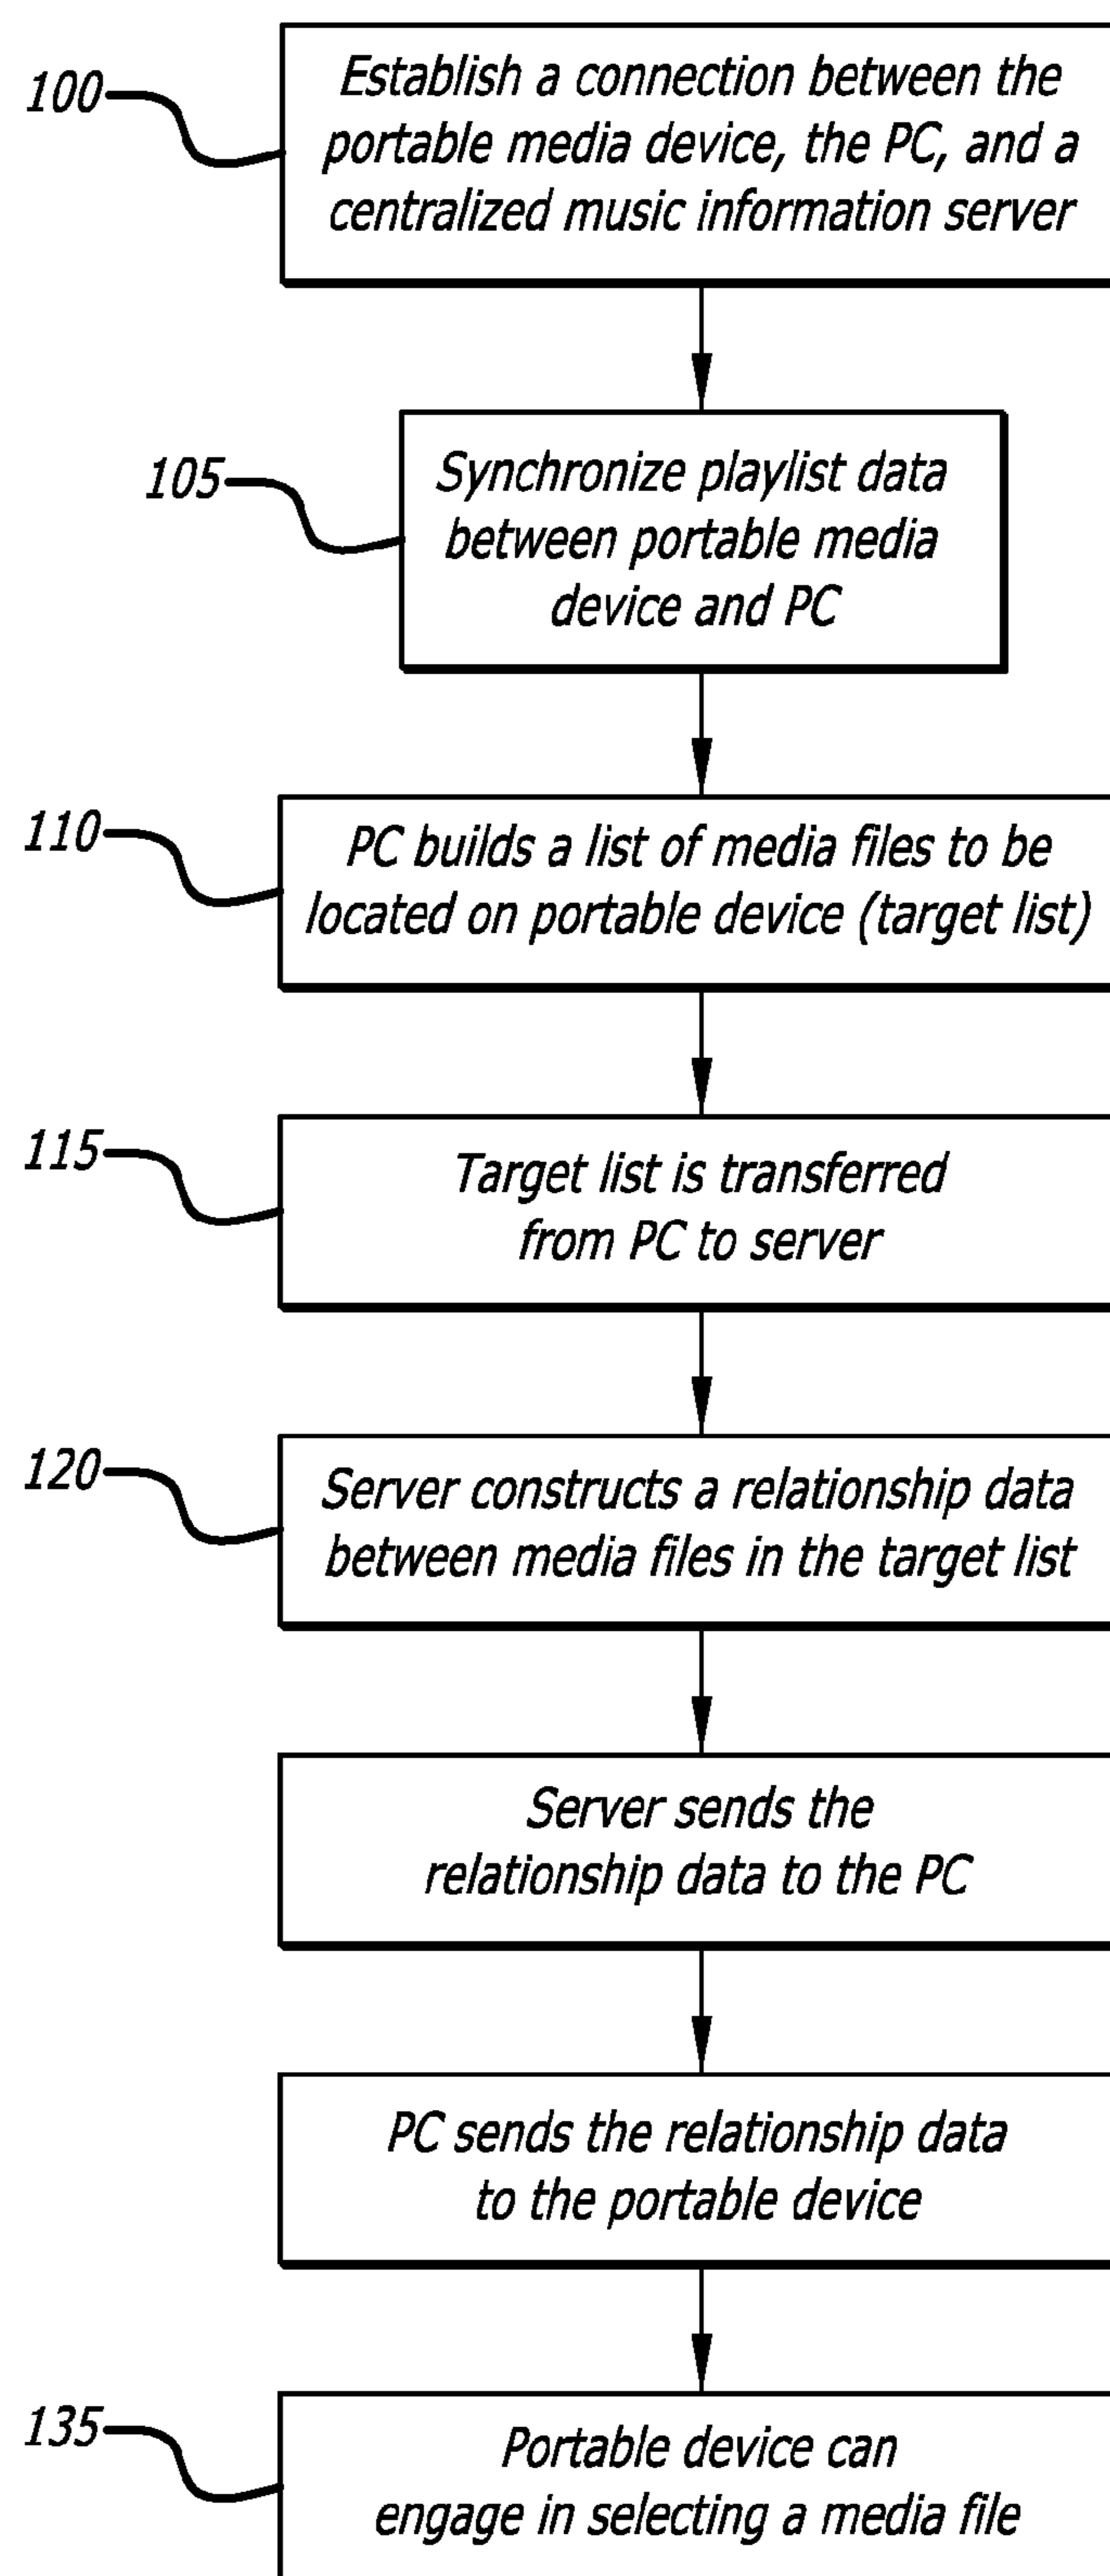 100
Establish a connection between the
portable media device, the PC, and a
centralized music information server
105
Synchronize playlist data
between portable media
device and PC
110
PC builds a list of media files to be
located on portable device (target list)
115
Target list is transferred
from PC to server
120
Server constructs a relationship data
between media files in the target list
Server sends the
relationship data to the PC
PC sends the relationship data
to the portable device
135
Portable device can
engage in selecting a media file